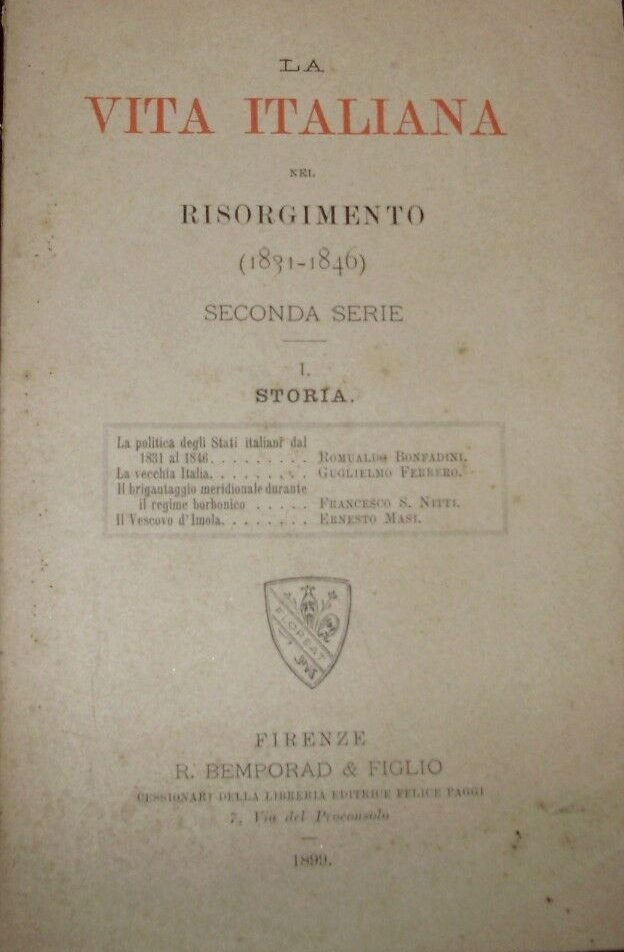 LA
VITA ITALIANA
NEL
RISORGIMENTO
(1831-1846)
SECONDA SERIE
I.
STORIA.
La politica degli Stati italiani dal
1831 al 1846. . . . . . . . . . ROMUALDO BONFADINI.
La vecchia Italia. . . . . . . . . GUGLIELMO FERRERO.
Il brigantaggio meridionale durante
il regime borbonico . . . . . FRANCESCO S. NITTI.
Il Vescovo d'Imola. . . . . . . . ERNESTO MASI.
FLOREAT
FIRENZE
R. BEMPORAD & FIGLIO
CESSIONARI DELLA LIBRERIA EDITRICE FELICE PAGGI
7, Via del Proconsolo
1899.